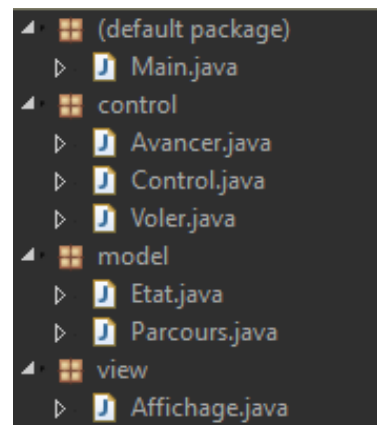 (default package)
Main.java
control
Avancer.java
Control.java
Voler.java
model
Etat.java
Parcours.java
view
Affichage.java